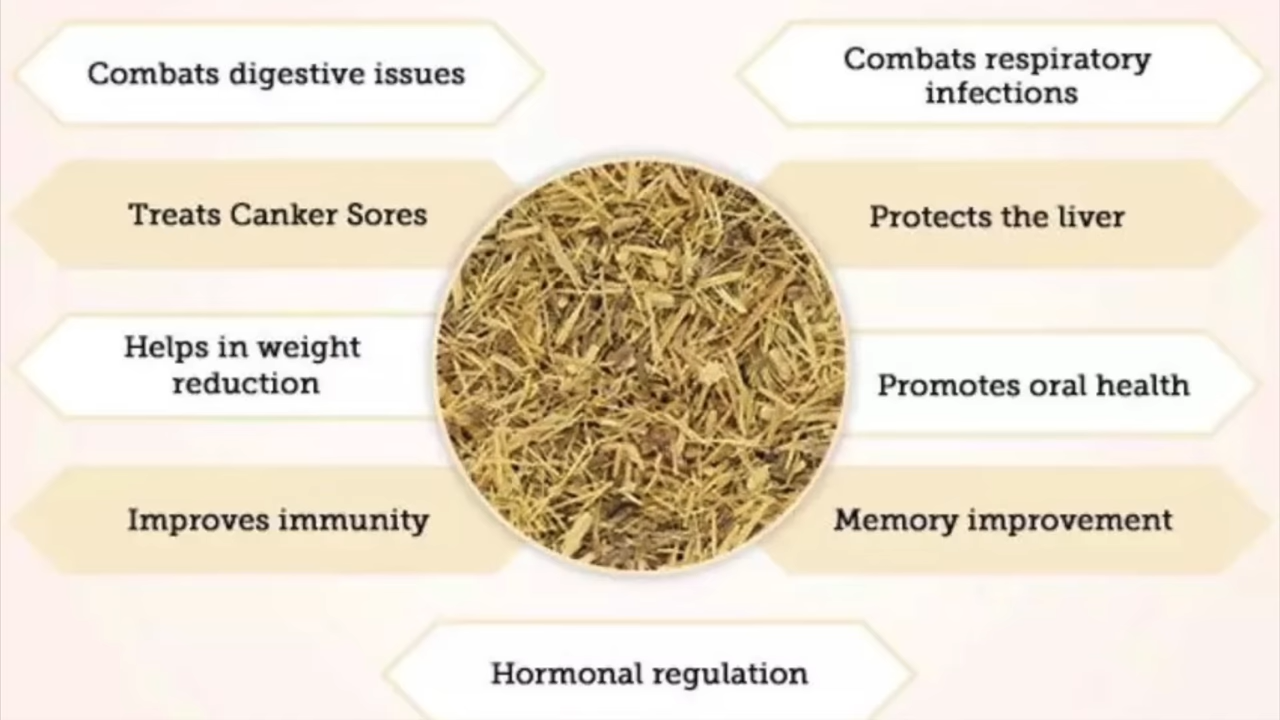 Combats digestive issues
Combats respiratory
infections
Treats Canker Sores
Protects the liver
Helps in weight
reduction
Promotes oral health
Improves immunity
Memory improvement
Hormonal regulation